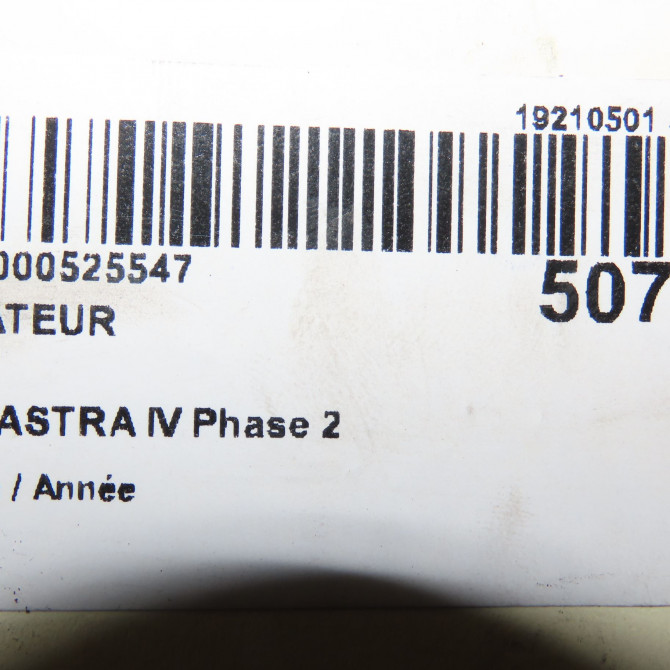 19210501
000525547
507
ATEUR
ASTRA IV Phase 2
/ Année